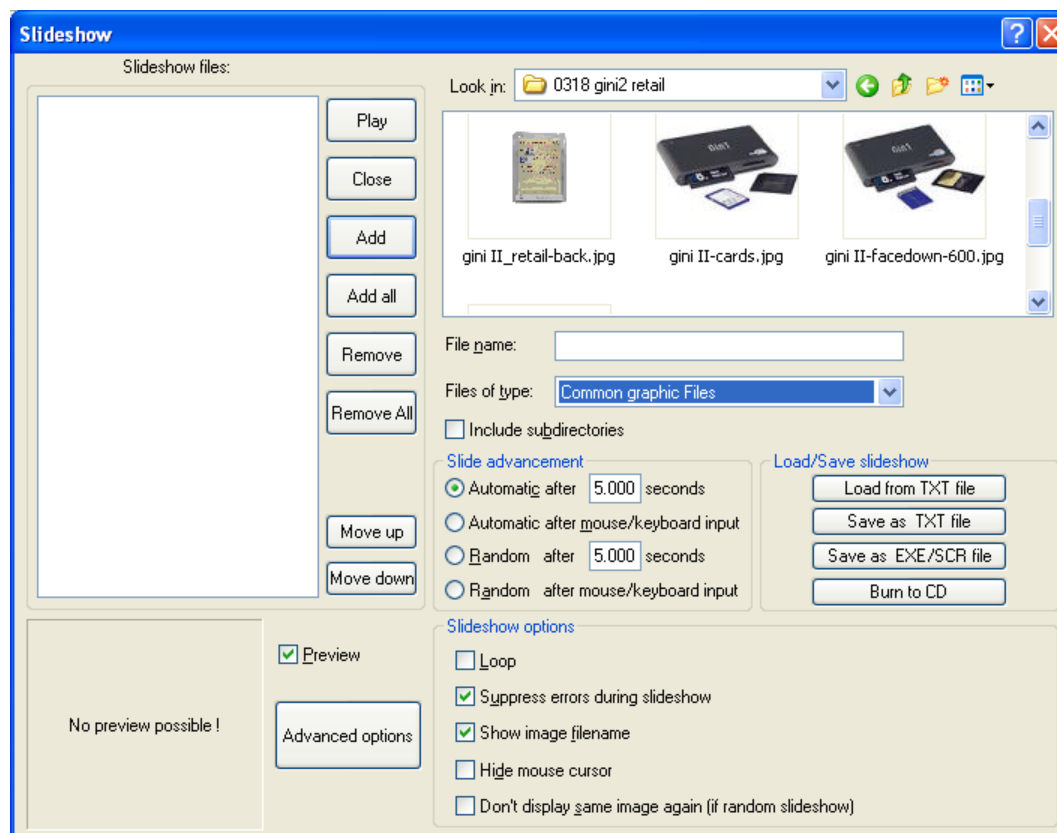 Slideshow
Slideshow files:
Play
Close
Add
Add all
Remove
Remove All
Move up
Move down
Look in:
0318 gini2 retail
gini II_retail-back.jpg
gini II-cards.jpg
gini II-facedown-600.jpg
File name:
Files of type:
Common graphic Files
Include subdirectories
Slide advancement
Automatic after 5.000 seconds
Automatic after mouse/keyboard input
Random after 5.000 seconds
Random after mouse/keyboard input
Load/Save slideshow
Load from TXT file
Save as TXT file
Save as EXE/SCR file
Burn to CD
No preview possible !
Preview
Advanced options
Slideshow options
Loop
Suppress errors during slideshow
Show image filename
Hide mouse cursor
Don't display same image again (if random slideshow)